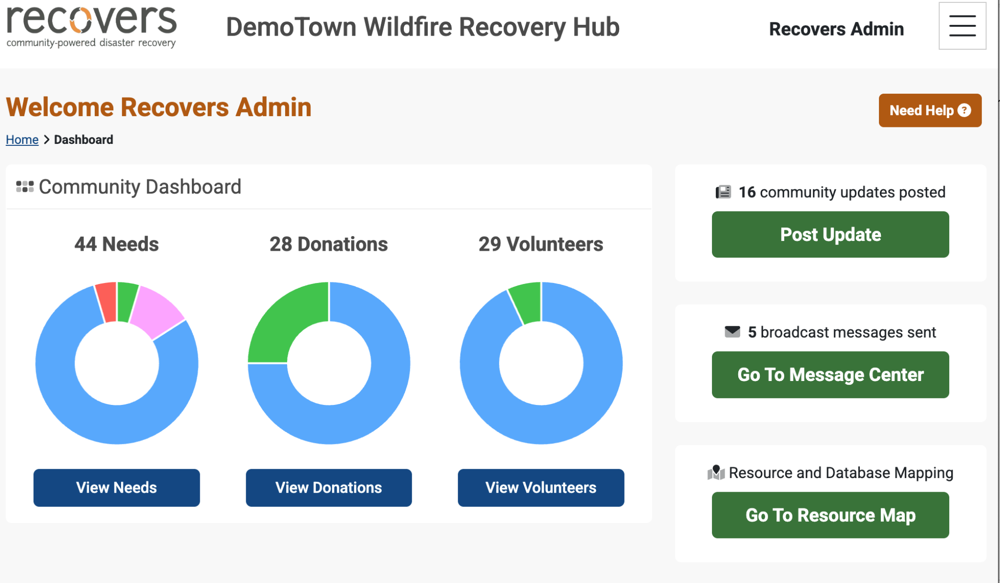 recovers
community-powered disaster recovery
DemoTown Wildfire Recovery Hub
Recovers Admin
Welcome Recovers Admin
Need Help ?
Home > Dashboard
Community Dashboard
44 Needs
28 Donations
29 Volunteers
View Needs
View Donations
View Volunteers
16 community updates posted
Post Update
5 broadcast messages sent
Go To Message Center
Resource and Database Mapping
Go To Resource Map